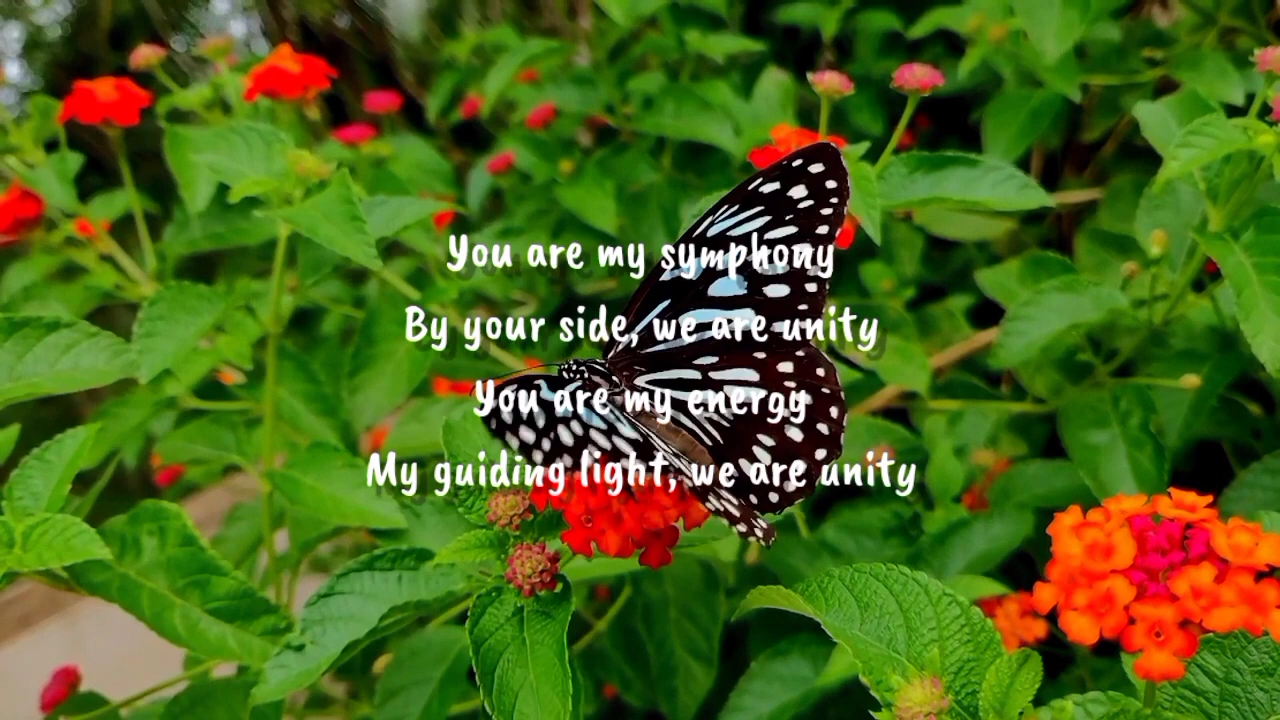 You are my symphony
By your side, we are unity
You are my energy
My guiding light, we are unity